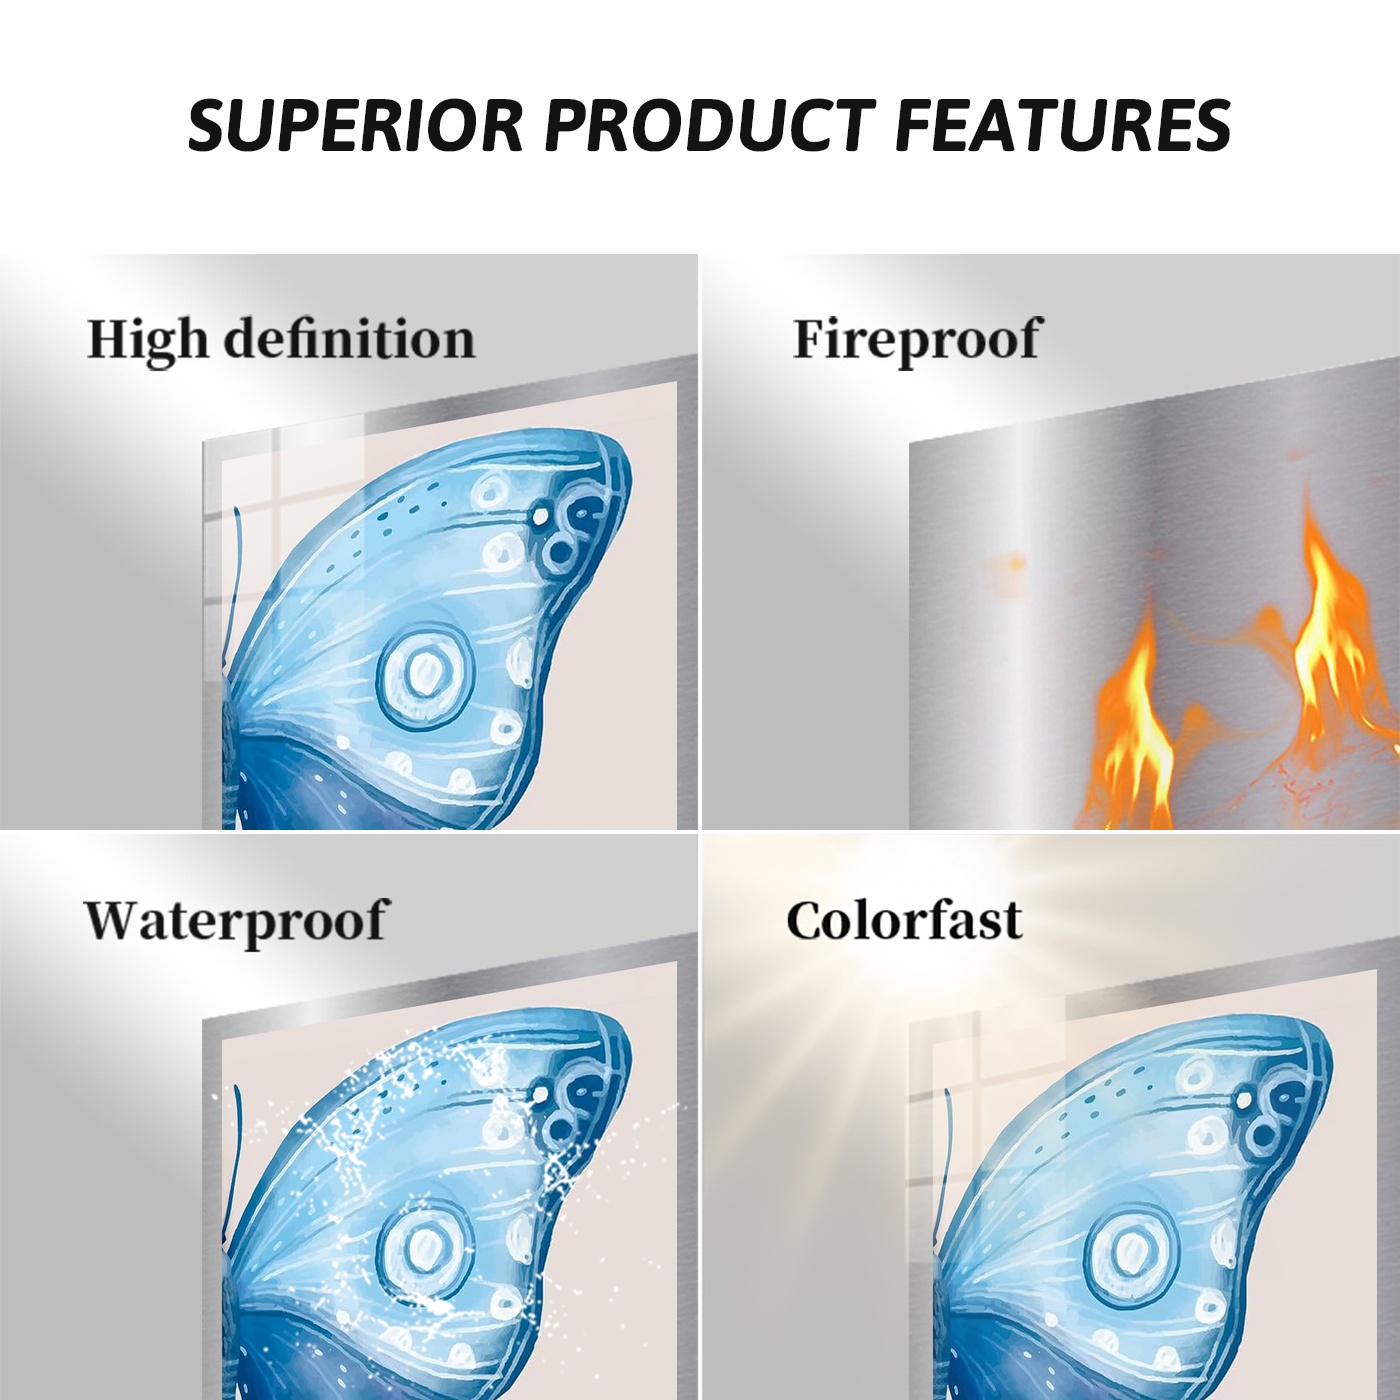 SUPERIOR PRODUCT FEATURES
High definition
Fireproof
Waterproof
Colorfast